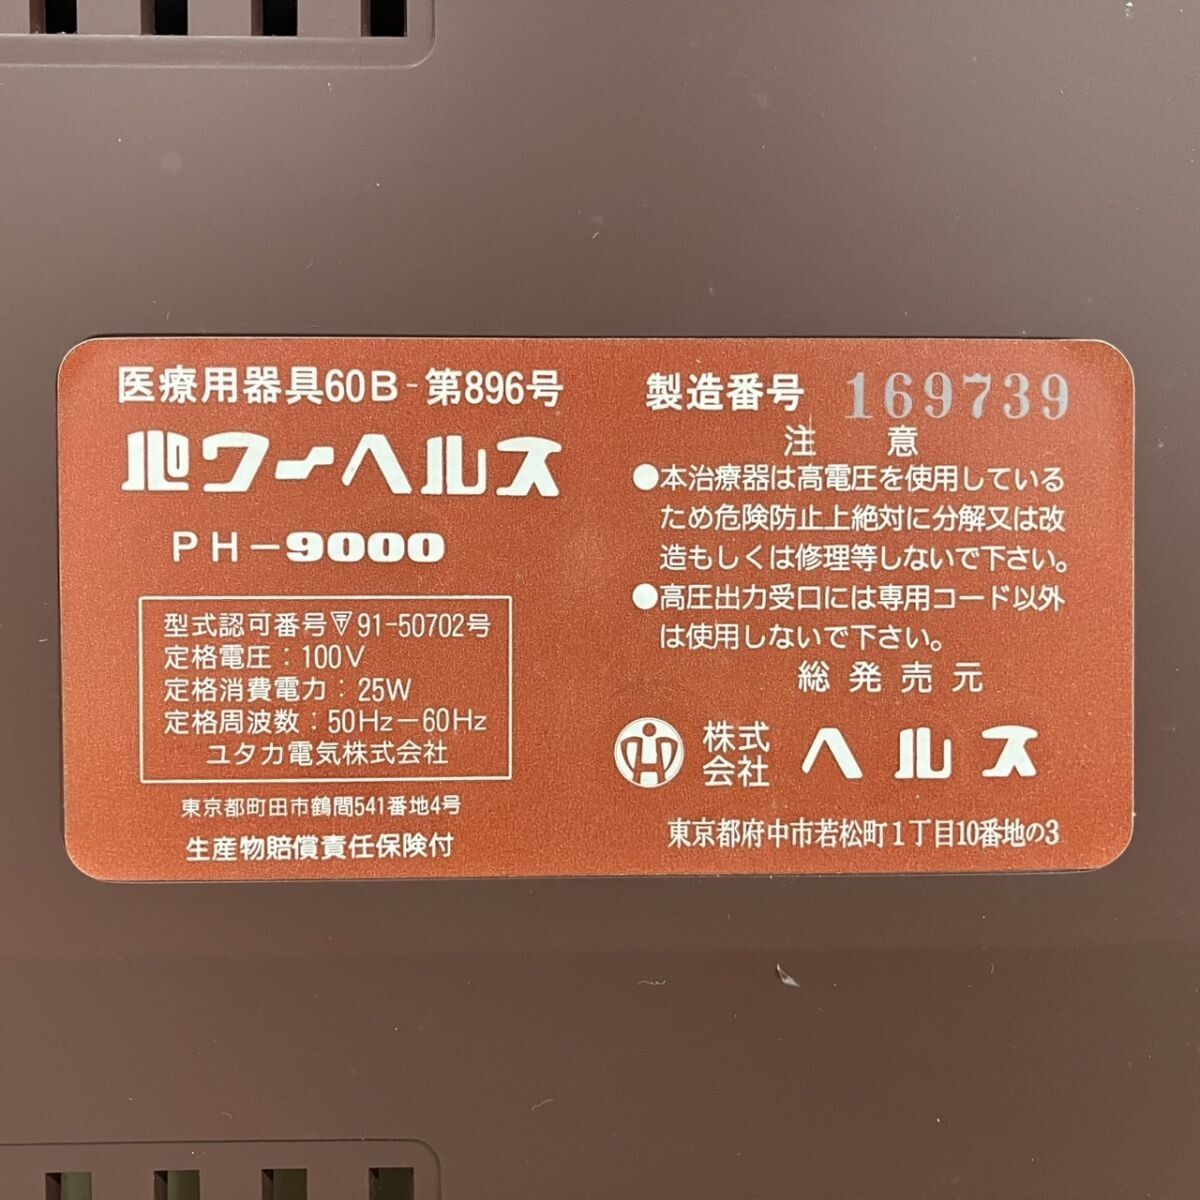 医療用器具60B-第896号
パワーヘルス
PH-9000
型式認可番号 91-50702号
定格電圧：100V
定格消費電力：25W
定格周波数：50Hz-60Hz
ユタカ電気株式会社
東京都町田市鶴間541番地4号
生産物賠償責任保険付
製造番号 169739
注意
●本治療器は高電圧を使用している
ため危険防止上絶対に分解又は改
造もしくは修理等しないで下さい。
●高圧出力受口には専用コード以外
は使用しないで下さい。
総発売元
株式会社 ヘルス
東京都府中市若松町1丁目10番地の3